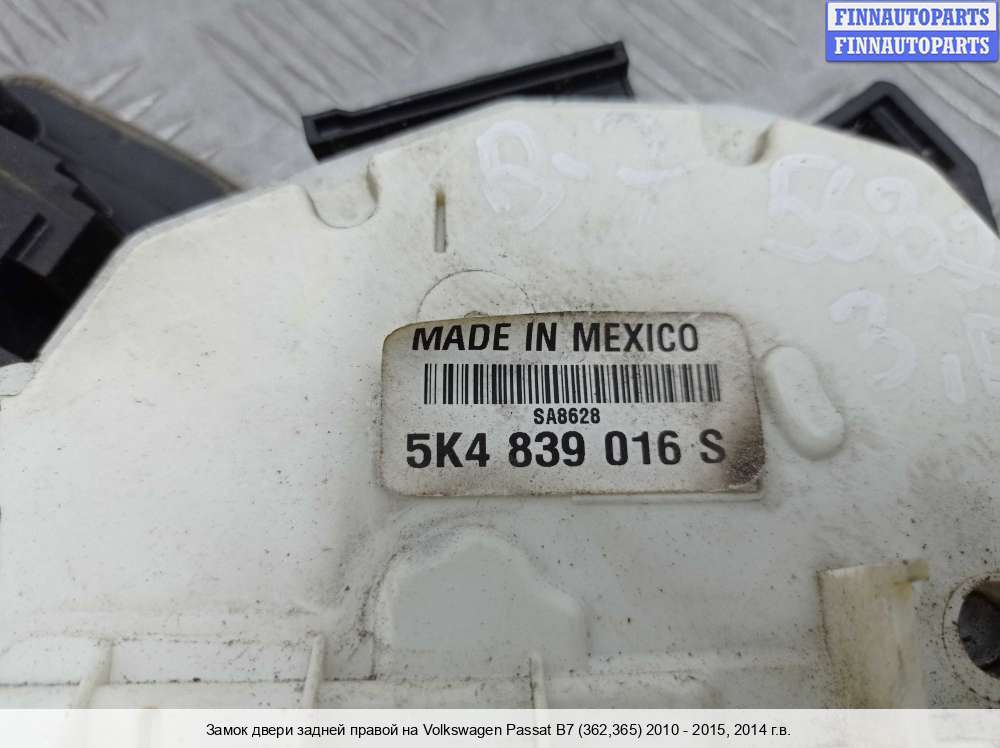 FINNAUTOPARTS
FINNAUTOPARTS
MADE IN MEXICO
SA8628
5K4 839 016 S
Замок двери задней правой на Volkswagen Passat B7 (362,365) 2010 - 2015, 2014 г.в.